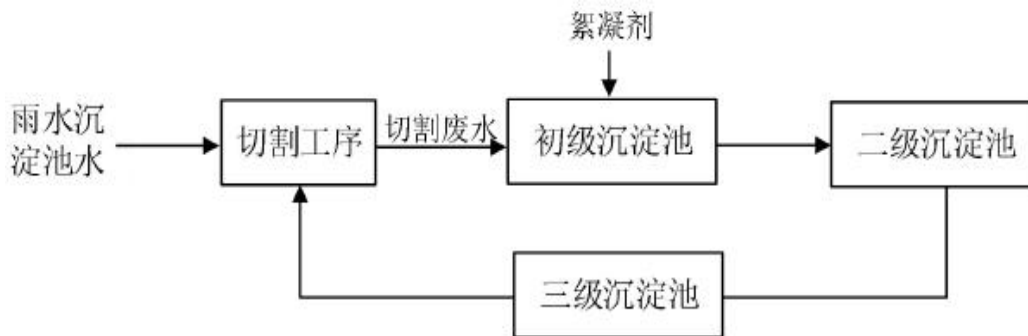 絮凝剂
雨水沉
淀池水
切割工序
切割废水
初级沉淀池
二级沉淀池
三级沉淀池